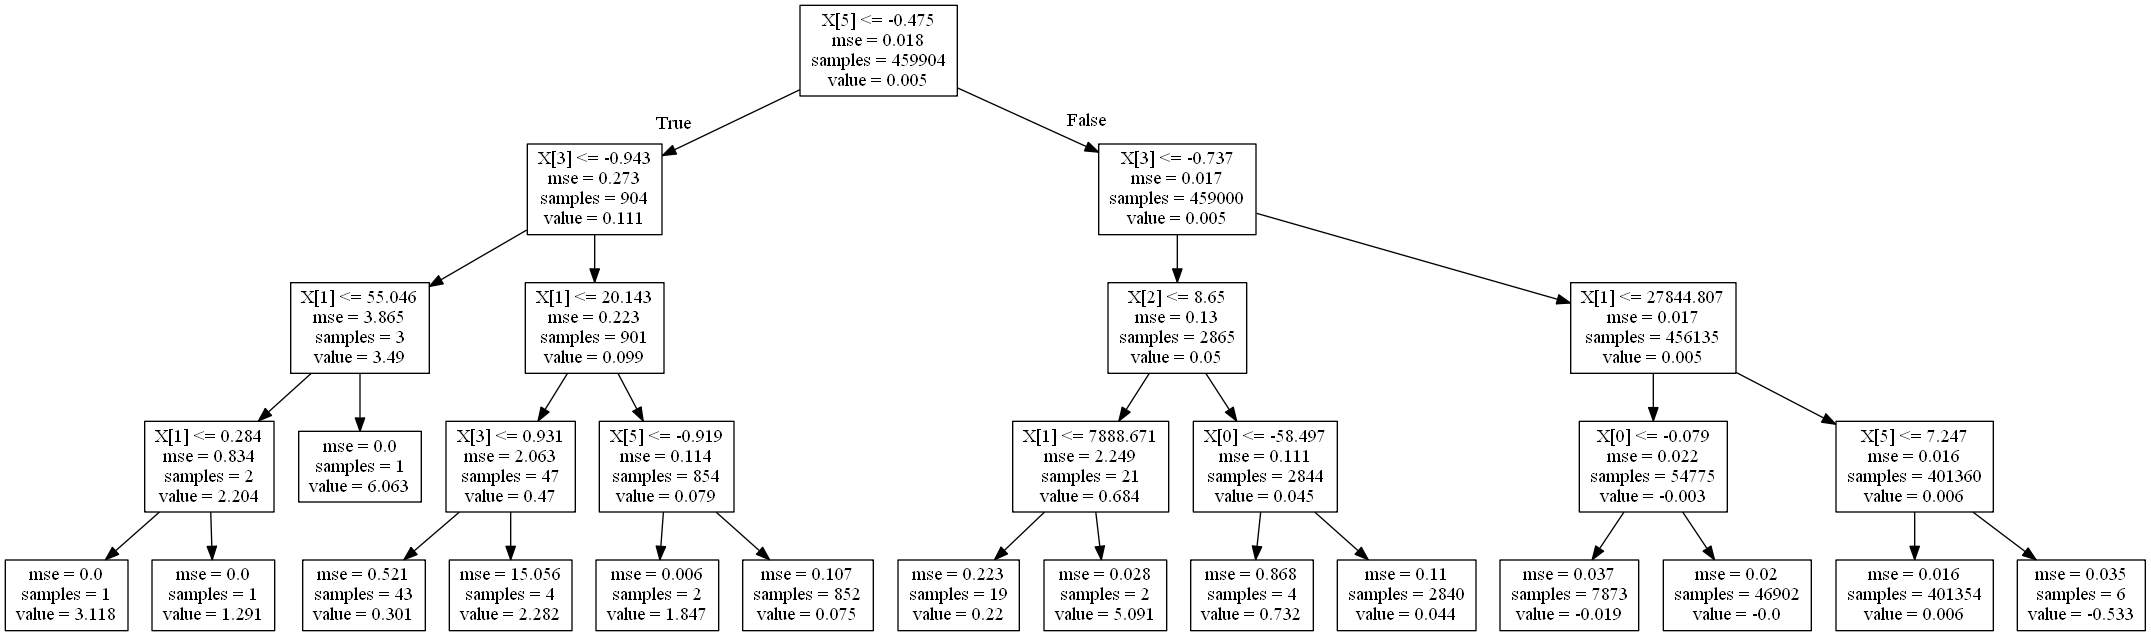 X[5] <= -0.475
mse = 0.018
samples = 459904
value = 0.005
True
False
X[3] <= -0.943
mse = 0.273
samples = 904
value = 0.111
X[3] <= -0.737
mse = 0.017
samples = 459000
value = 0.005
X[1] <= 55.046
mse = 3.865
samples = 3
value = 3.49
X[1] <= 20.143
mse = 0.223
samples = 901
value = 0.099
X[2] <= 8.65
mse = 0.13
samples = 2865
value = 0.05
X[1] <= 27844.807
mse = 0.017
samples = 456135
value = 0.005
X[1] <= 0.284
mse = 0.834
samples = 2
value = 2.204
mse = 0.0
samples = 1
value = 6.063
X[3] <= 0.931
mse = 2.063
samples = 47
value = 0.47
X[5] <= -0.919
mse = 0.114
samples = 854
value = 0.079
X[1] <= 7888.671
mse = 2.249
samples = 21
value = 0.684
X[0] <= -58.497
mse = 0.111
samples = 2844
value = 0.045
X[0] <= -0.079
mse = 0.022
samples = 54775
value = -0.003
X[5] <= 7.247
mse = 0.016
samples = 401360
value = 0.006
mse = 0.0
samples = 1
value = 3.118
mse = 0.0
samples = 1
value = 1.291
mse = 0.521
samples = 43
value = 0.301
mse = 15.056
samples = 4
value = 2.282
mse = 0.006
samples = 2
value = 1.847
mse = 0.107
samples = 852
value = 0.075
mse = 0.223
samples = 19
value = 0.22
mse = 0.028
samples = 2
value = 5.091
mse = 0.868
samples = 4
value = 0.732
mse = 0.11
samples = 2840
value = 0.044
mse = 0.037
samples = 7873
value = -0.019
mse = 0.02
samples = 46902
value = -0.0
mse = 0.016
samples = 401354
value = 0.006
mse = 0.035
samples = 6
value = -0.533